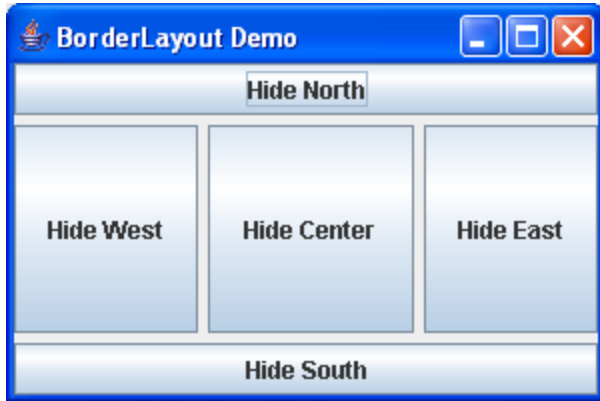 BorderLayout Demo
Hide North
Hide West
Hide Center
Hide East
Hide South